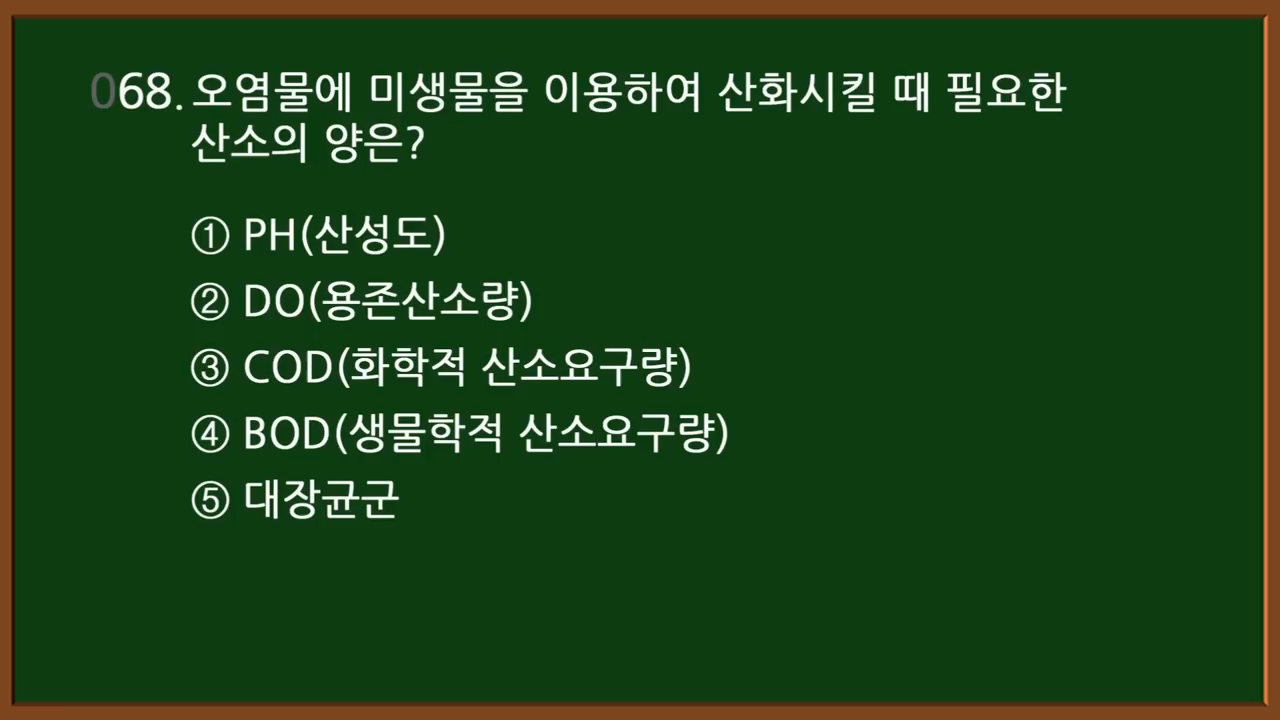 068. 오염물에 미생물을 이용하여 산화시킬 때 필요한
산소의 양은?
① PH(산성도)
② DO(용존산소량)
③ COD(화학적 산소요구량)
④ BOD(생물학적 산소요구량)
⑤ 대장균군